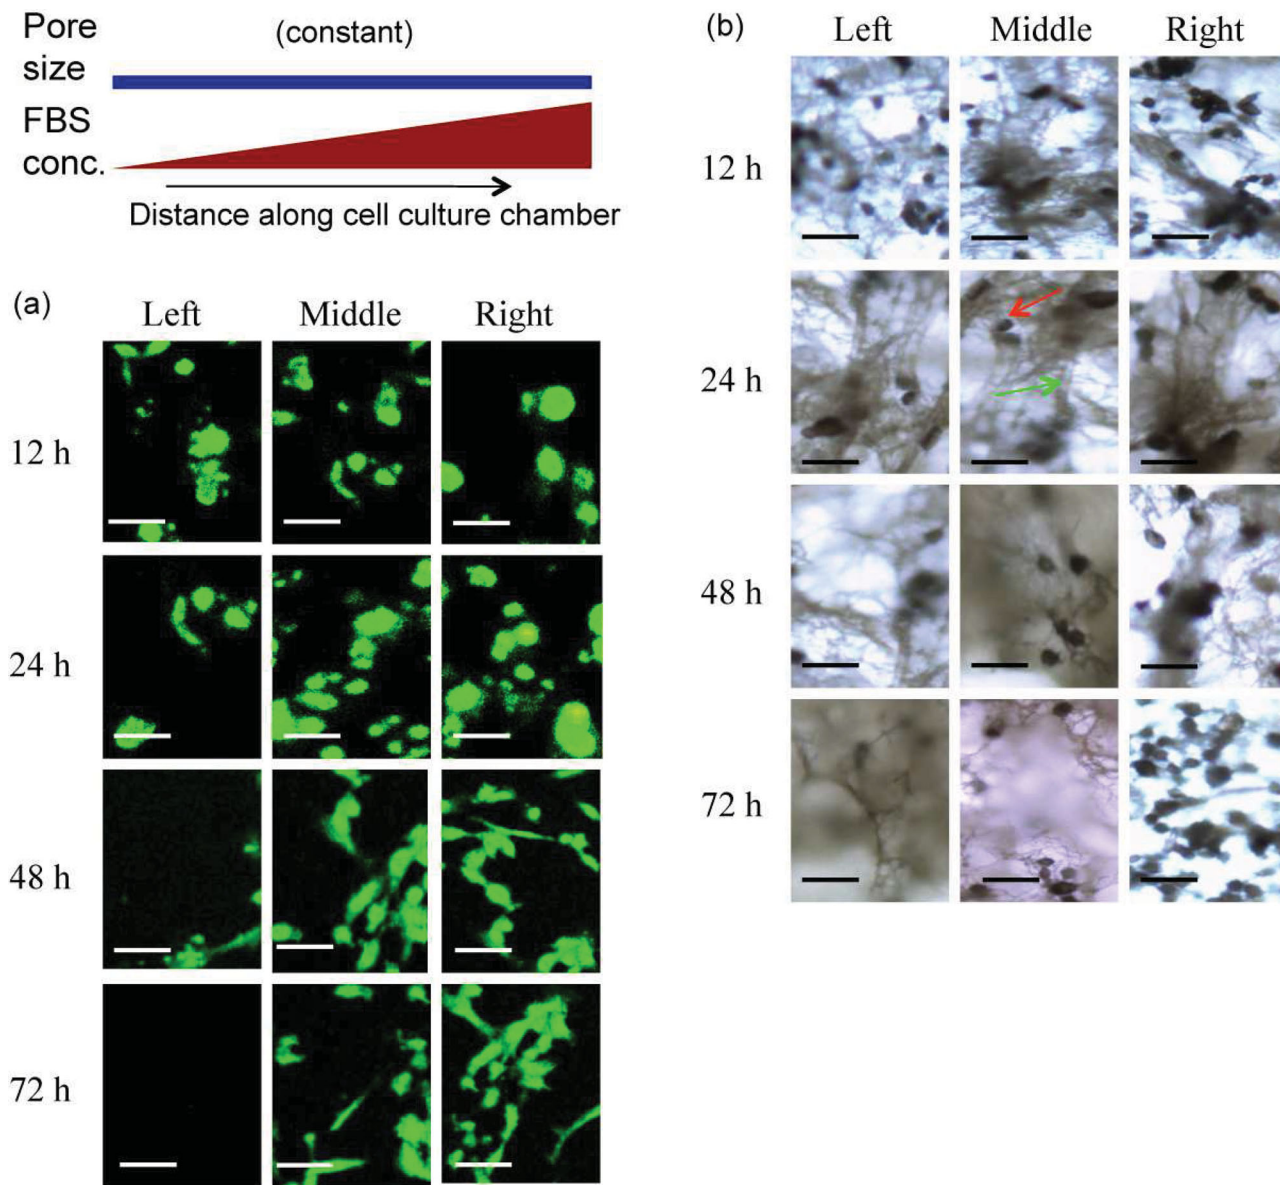 Pore size
(constant)
FBS conc.
Distance along cell culture chamber
(a)
Left Middle Right
12 h
24 h
48 h
72 h
(b)
Left Middle Right
12 h
24 h
48 h
72 h